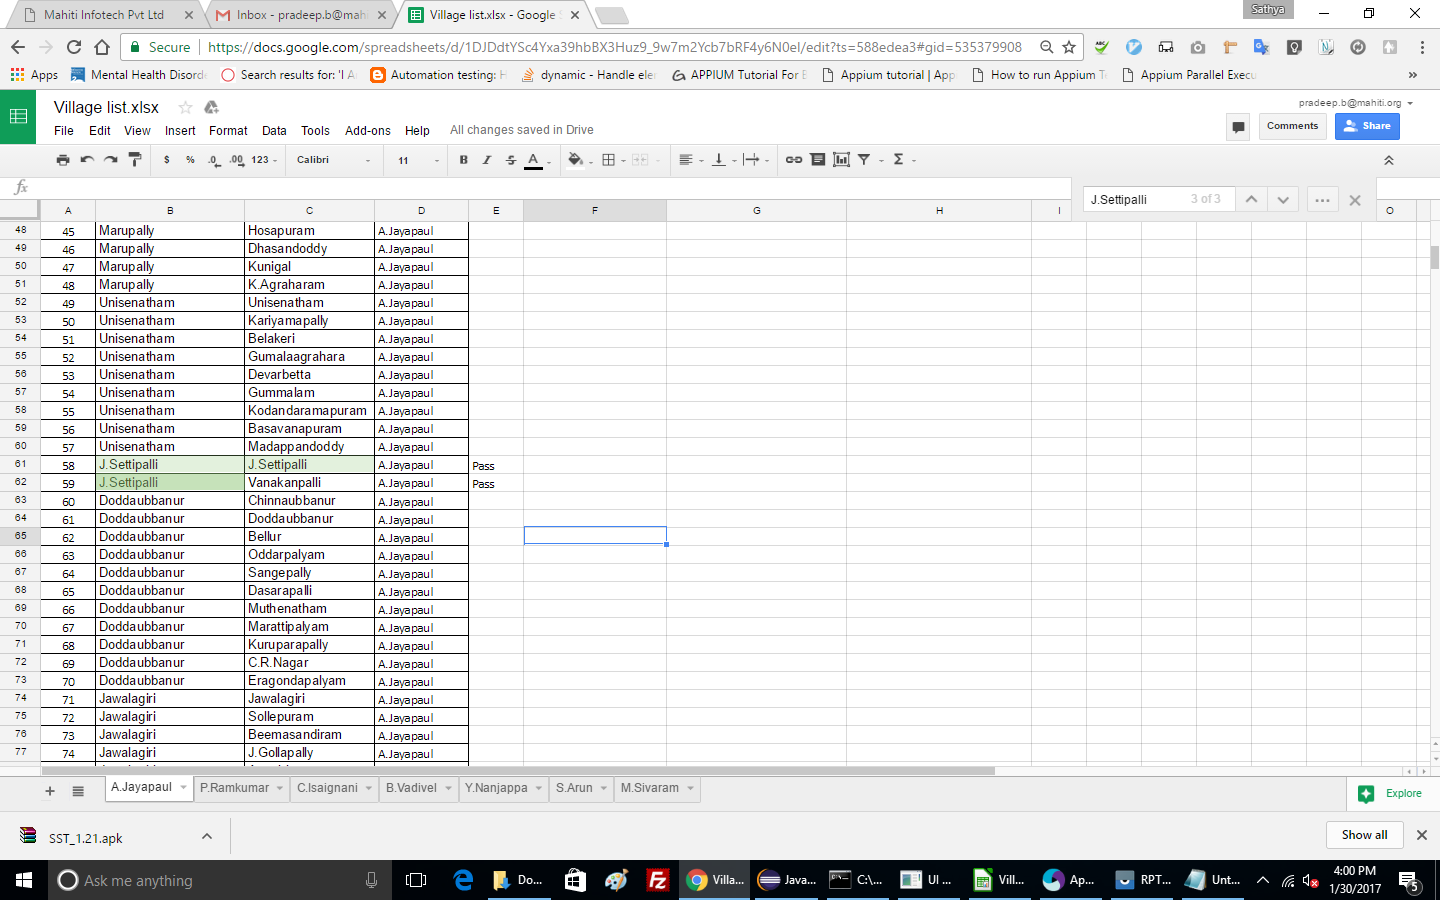 Sathya
Mahiti Infotech Pvt Ltd
Inbox - pradeep.b@mahi
Village list.xlsx - Google S
Secure
https://docs.google.com/spreadsheets/d/1DJDdtYSc4Yxa39hbBX3Huz9_9w7m2Ycb7bRF4y6N0eI/edit?ts=588edea3#gid=535379908
Apps
Mental Health Disorde
Search results for: 'I A
Automation testing: H
dynamic - Handle elem
APPIUM Tutorial For B
Appium tutorial | App
How to run Appium Te
Appium Parallel Execu
»
Village list.xlsx
pradeep.b@mahiti.org
File Edit View Insert Format Data Tools Add-ons Help All changes saved in Drive
Comments
Share
$ % .0 .00 123 Calibri 11 B I S A Σ
fx
J.Settipalli 3 of 3
A B C D E F G H I O
48 45 Marupally Hosapuram A.Jayapaul
49 46 Marupally Dhasandoddy A.Jayapaul
50 47 Marupally Kunigal A.Jayapaul
51 48 Marupally K.Agraharam A.Jayapaul
52 49 Unisenatham Unisenatham A.Jayapaul
53 50 Unisenatham Kariyamapally A.Jayapaul
54 51 Unisenatham Belakeri A.Jayapaul
55 52 Unisenatham Gumalaagrahara A.Jayapaul
56 53 Unisenatham Devarbetta A.Jayapaul
57 54 Unisenatham Gummalam A.Jayapaul
58 55 Unisenatham Kodandaramapuram A.Jayapaul
59 56 Unisenatham Basavanapuram A.Jayapaul
60 57 Unisenatham Madappandoddy A.Jayapaul
61 58 J.Settipalli J.Settipalli A.Jayapaul Pass
62 59 J.Settipalli Vanakanpalli A.Jayapaul Pass
63 60 Doddaubbanur Chinnaubbanur A.Jayapaul
64 61 Doddaubbanur Doddaubbanur A.Jayapaul
65 62 Doddaubbanur Bellur A.Jayapaul
66 63 Doddaubbanur Oddarpalyam A.Jayapaul
67 64 Doddaubbanur Sangepally A.Jayapaul
68 65 Doddaubbanur Dasarapalli A.Jayapaul
69 66 Doddaubbanur Muthenatham A.Jayapaul
70 67 Doddaubbanur Marattipalyam A.Jayapaul
71 68 Doddaubbanur Kuruparapally A.Jayapaul
72 69 Doddaubbanur C.R.Nagar A.Jayapaul
73 70 Doddaubbanur Eragondapalyam A.Jayapaul
74 71 Jawalagiri Jawalagiri A.Jayapaul
75 72 Jawalagiri Sollepuram A.Jayapaul
76 73 Jawalagiri Beemasandiram A.Jayapaul
77 74 Jawalagiri J.Gollapally A.Jayapaul
A.Jayapaul P.Ramkumar C.Isaignani B.Vadivel Y.Nanjappa S.Arun M.Sivaram
Explore
SST_1.21.apk
Show all
Ask me anything
Do... Villa... Java... C:\... UI ... Vill... Ap... RPT... Unt...
4:00 PM
1/30/2017
5